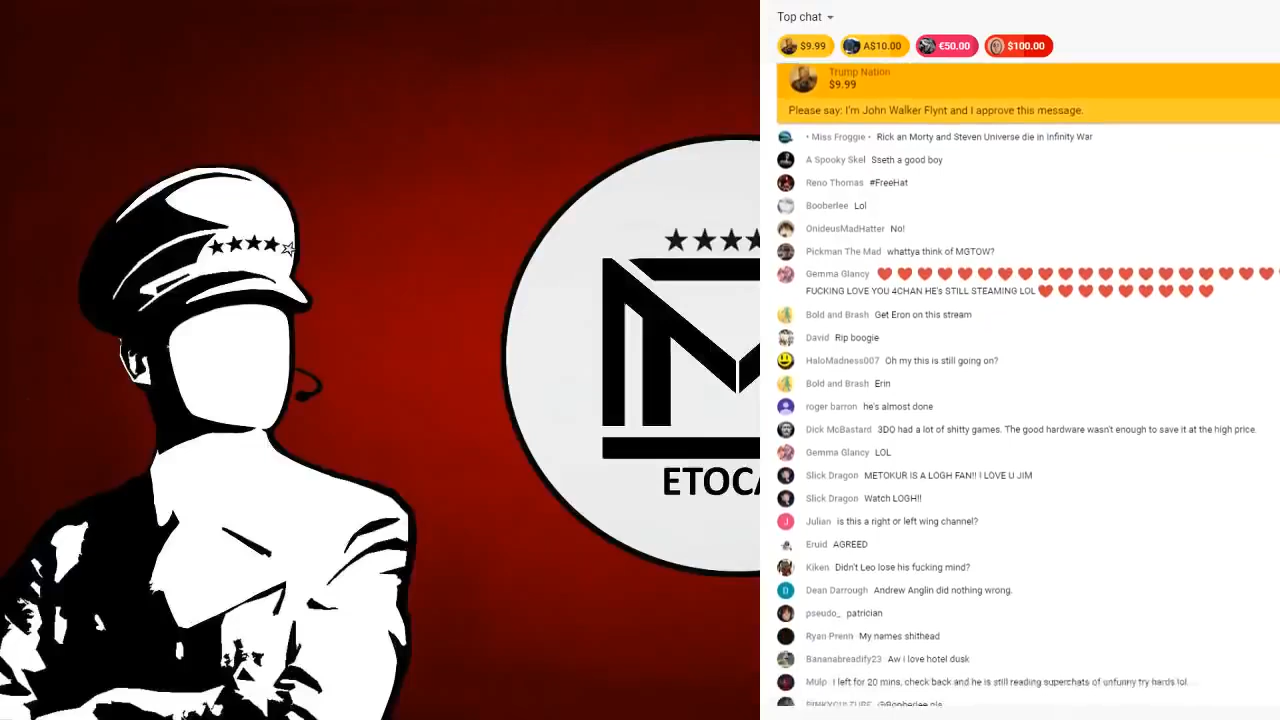 Top chat
$9.99 A$10.00 €50.00 $100.00
Trump Nation
$9.99
Please say: I'm John Walker Flynt and I approve this message.
• Miss Froggie • Rick an Morty and Steven Universe die in Infinity War
A Spooky Skel Sseth a good boy
Reno Thomas #FreeHat
Booberlee Lol
OnideusMadHatter No!
Pickman The Mad whattya think of MGTOW?
Gemma Glancy ❤❤❤❤❤❤❤❤❤❤❤❤❤❤❤❤❤❤❤❤
FUCKING LOVE YOU 4CHAN HE'S STILL STEAMING LOL ❤❤❤❤❤❤❤❤❤
Bold and Brash Get Eron on this stream
David Rip boogie
HaloMadness007 Oh my this is still going on?
Bold and Brash Erin
roger barron he's almost done
Dick McBastard 3DO had a lot of shitty games. The good hardware wasn't enough to save it at the high price.
Gemma Glancy LOL
Slick Dragon METOKUR IS A LOGH FAN!! I LOVE U JIM
Slick Dragon Watch LOGH!!
J Julian is this a right or left wing channel?
Eruid AGREED
Kiken Didn't Leo lose his fucking mind?
D Dean Darrough Andrew Anglin did nothing wrong.
pseudo_ patrician
Ryan Prenn My names shithead
Bananabreadify23 Aw i love hotel dusk
Mulp I left for 20 mins, check back and he is still reading superchats of unfunny try hards lol.
M
ETOCA